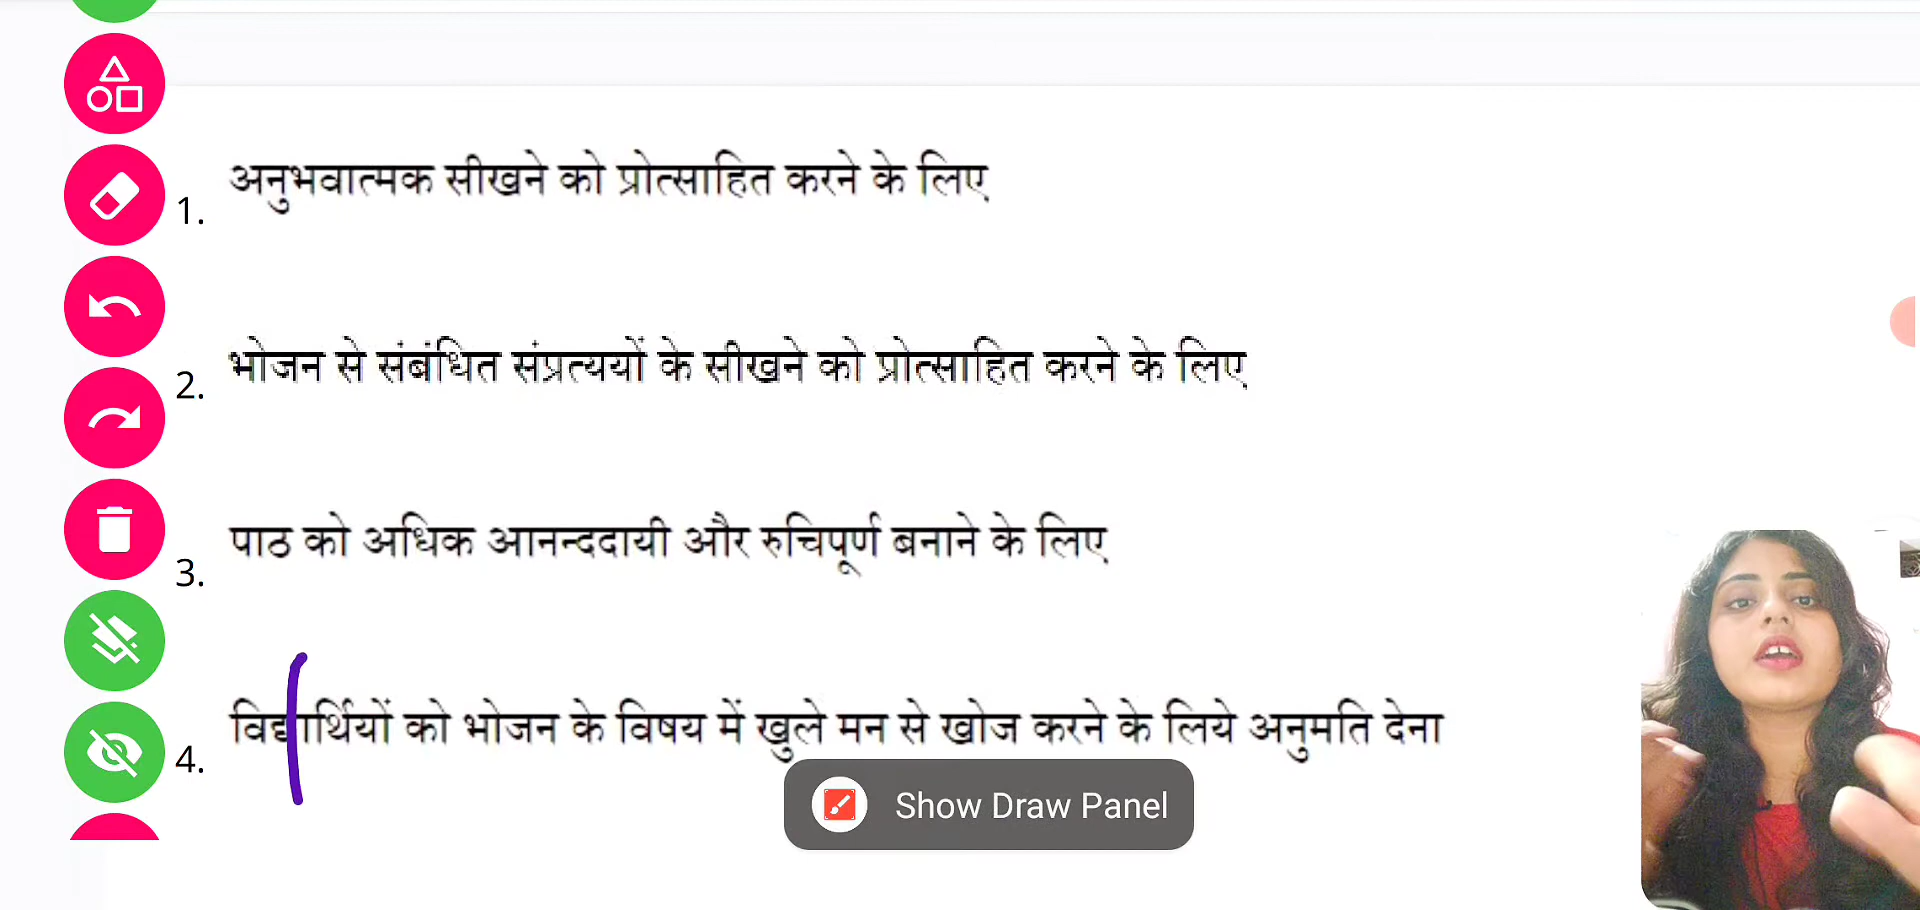 1. अनुभवात्मक सीखने को प्रोत्साहित करने के लिए
2. भोजन से संबंधित संप्रत्ययों के सीखने को प्रोत्साहित करने के लिए
3. पाठ को अधिक आनन्ददायी और रुचिपूर्ण बनाने के लिए
4. विद्यार्थियों को भोजन के विषय में खुले मन से खोज करने के लिये अनुमति देना
Show Draw Panel